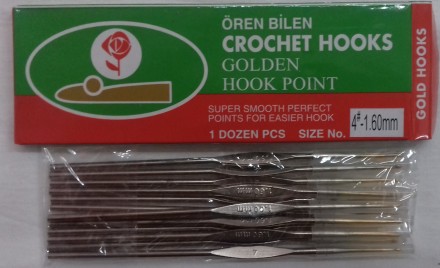 ÖREN BİLEN
CROCHET HOOKS
GOLDEN
HOOK POINT
SUPER SMOOTH PERFECT
POINTS FOR EASIER HOOK
1 DOZEN PCS SIZE No. 4#-1.60mm
GOLD HOOKS